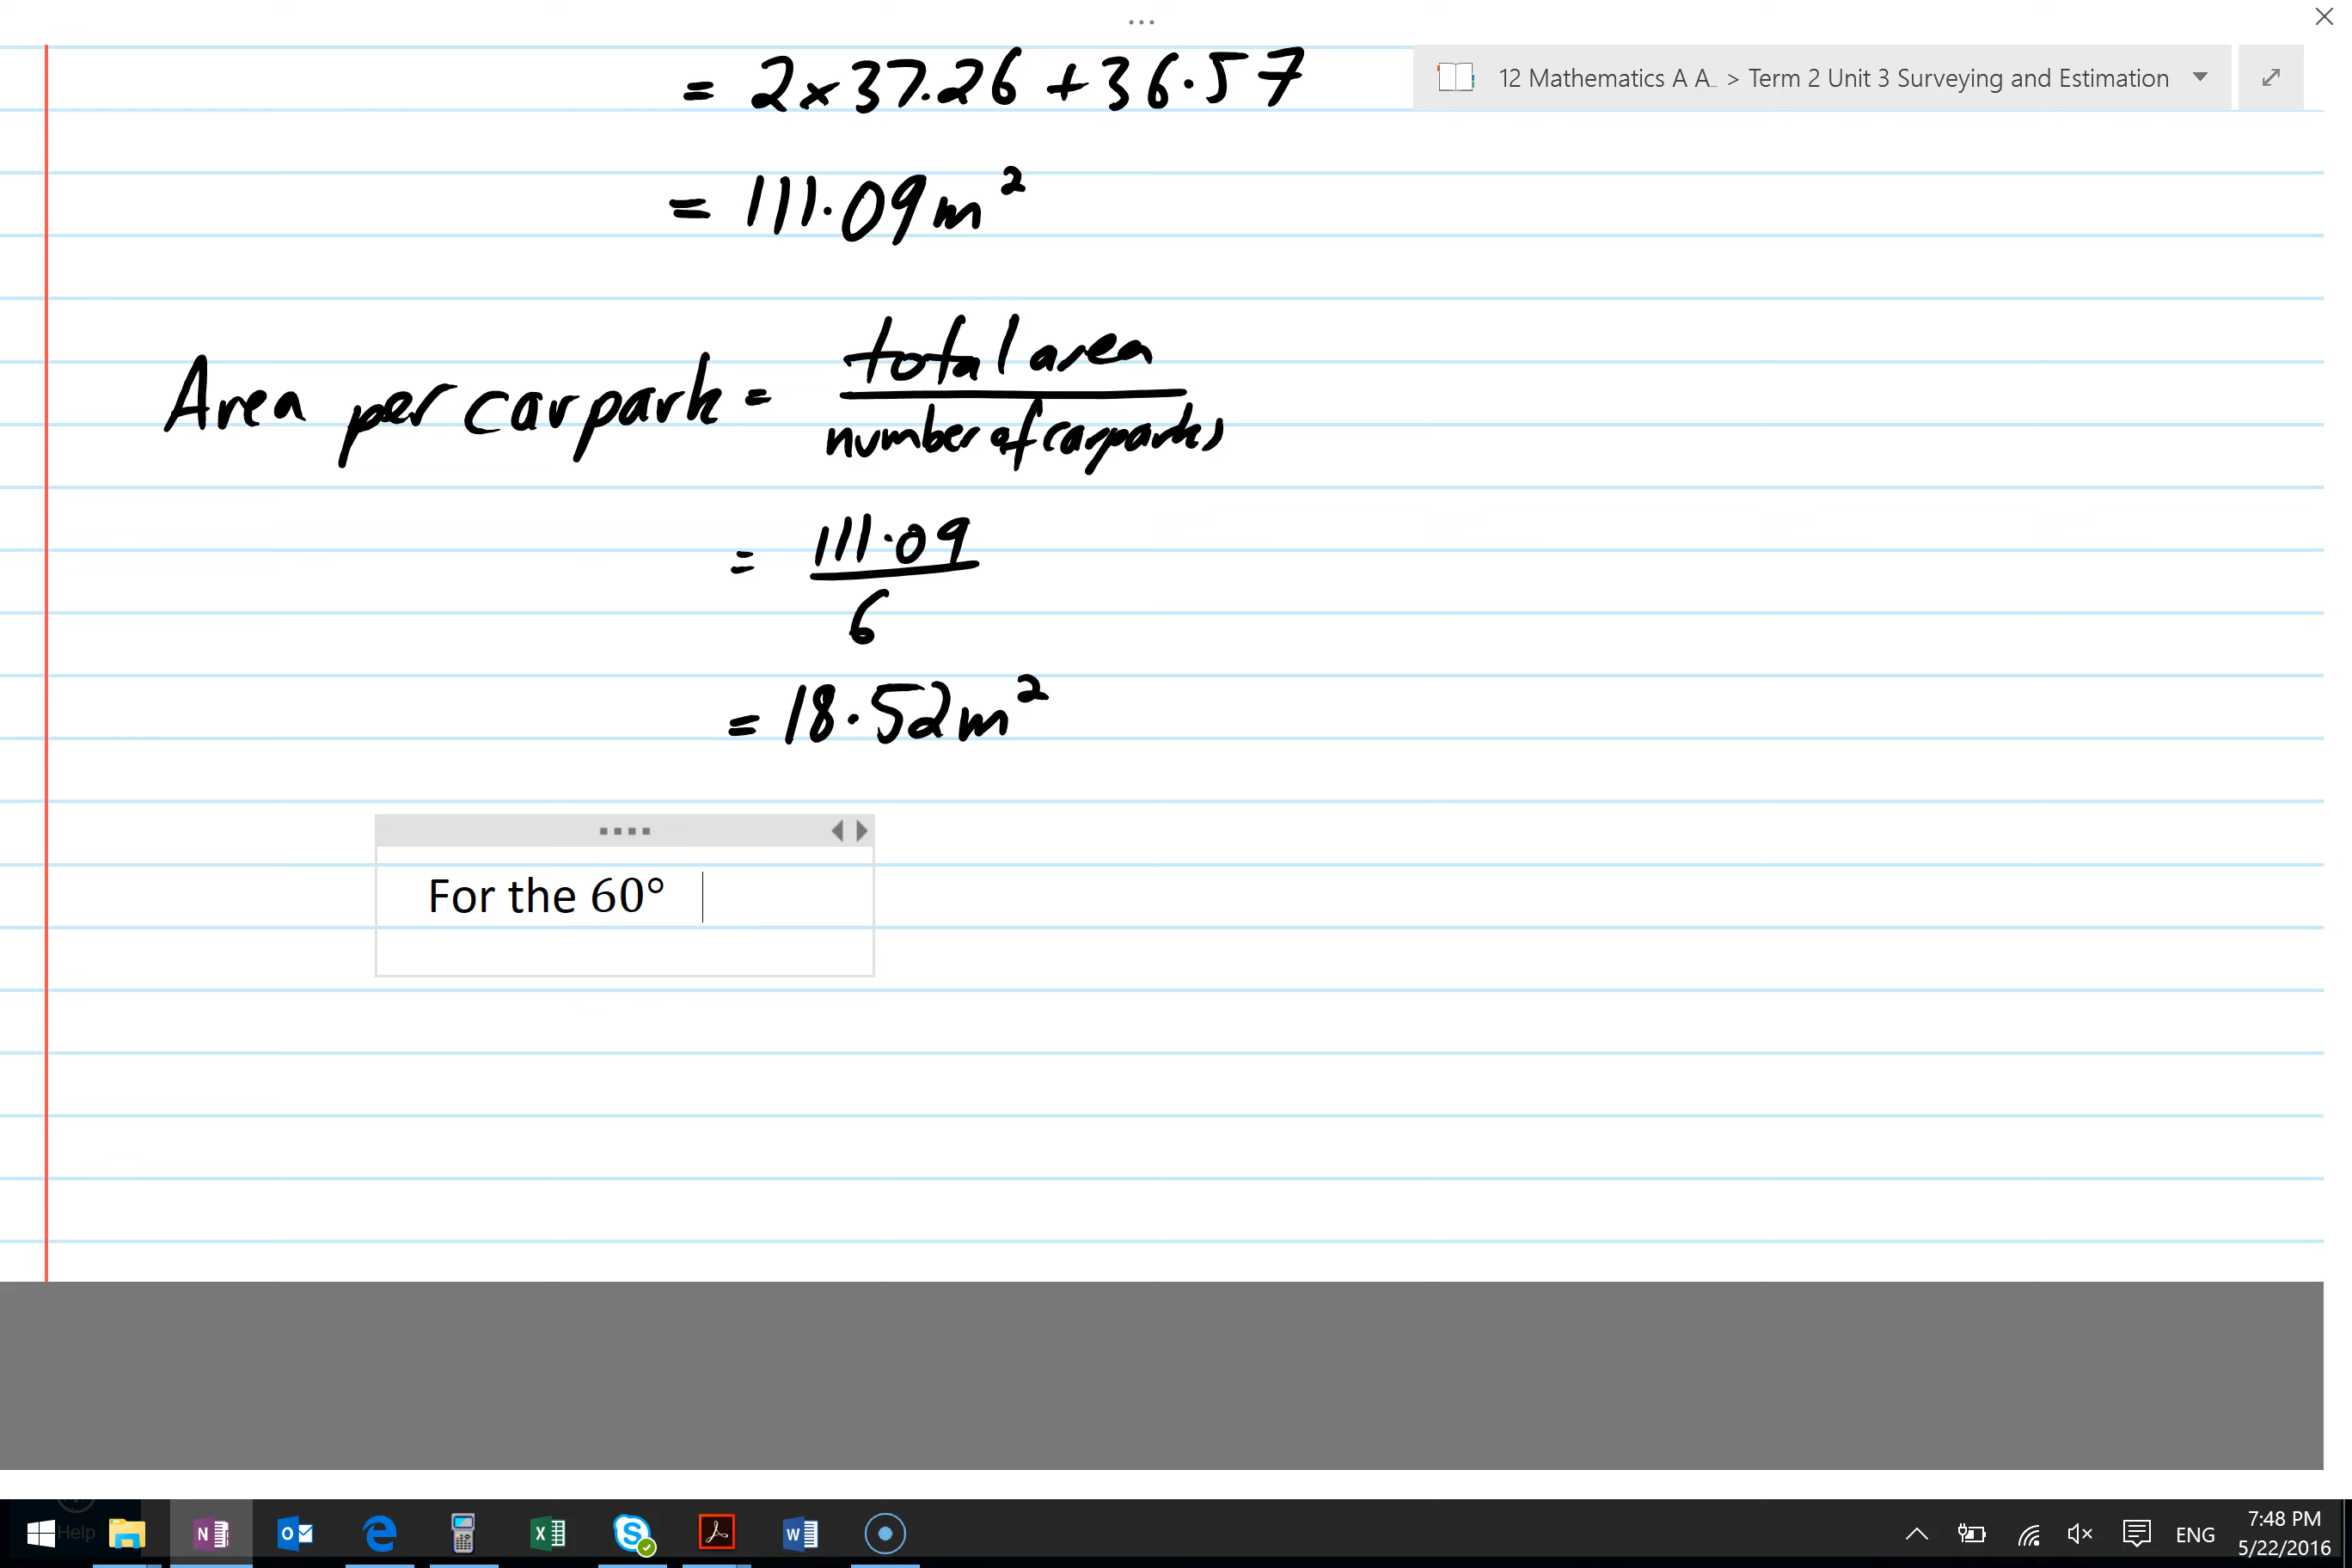 = 2×37.26 + 36.57
12 Mathematics A A... > Term 2 Unit 3 Surveying and Estimation
= 111.09m²
Area per carpark = total area
number of carparks
= 111.09
6
= 18.52m²
For the 60°
Help
ENG
7:48 PM
5/22/2016